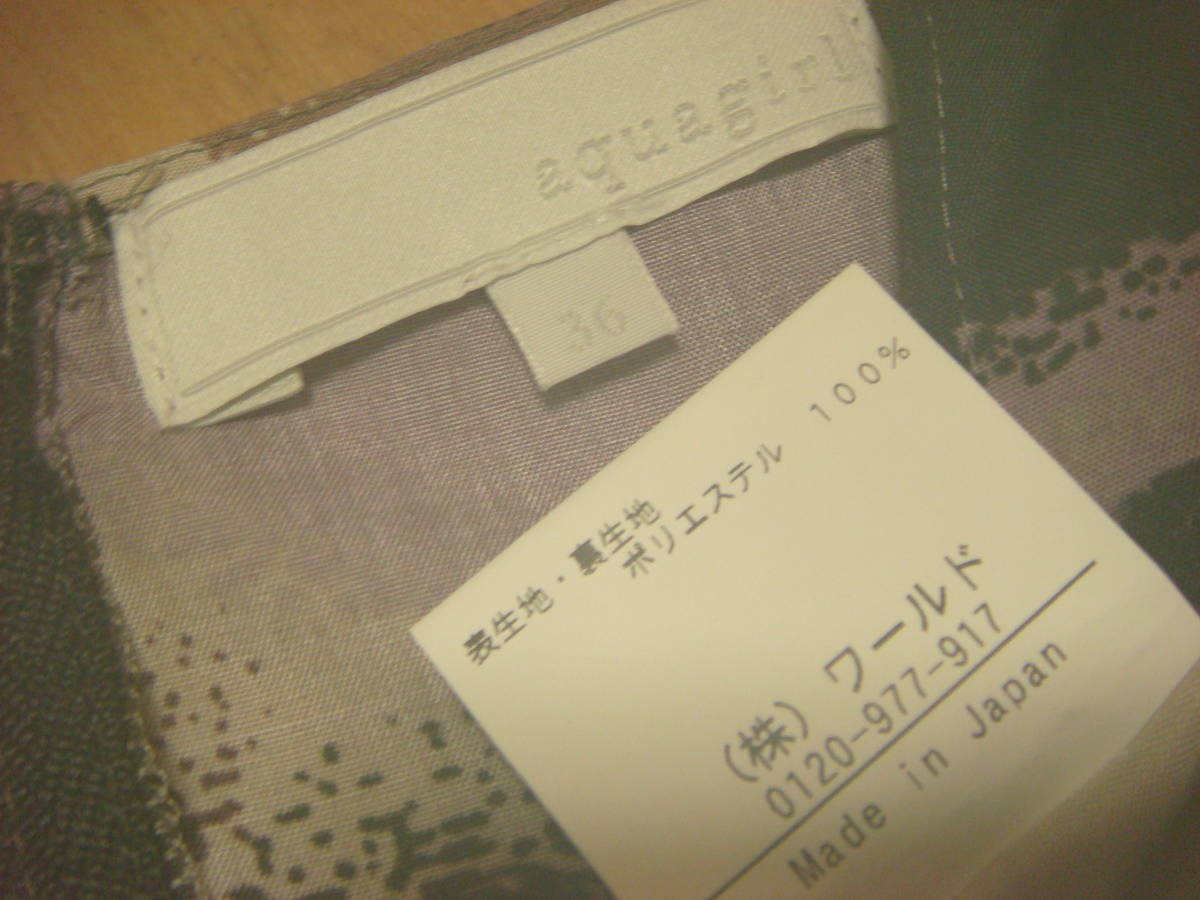 aquagirl
36
表生地・裏生地
ポリエステル 100%
(株) ワールド
0120-977-917
Made in Japan